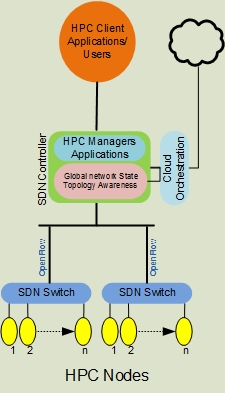 HPC Client
Applications/
Users
SDN Controller
HPC Managers
Applications
Global network State
Topology Awareness
Cloud
Orchestration
OpenFlow
OpenFlow
SDN Switch
SDN Switch
1 2 n
1 2 n
HPC Nodes